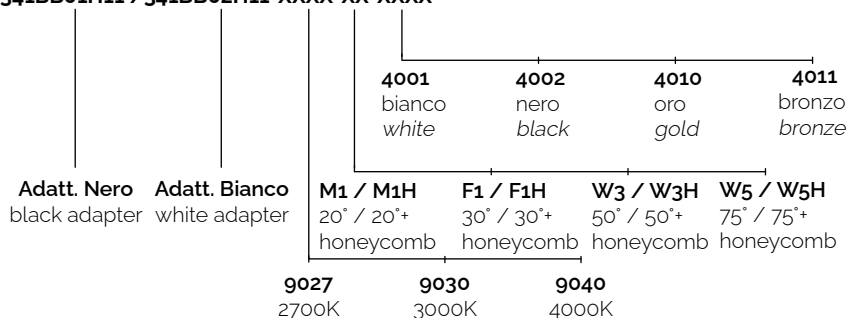 4001 4002 4010 4011
bianco nero oro bronzo
white black gold bronze
Adatt. Nero Adatt. Bianco M1 / M1H F1 / F1H W3 / W3H W5 / W5H
black adapter white adapter 20° / 20°+ 30° / 30°+ 50° / 50°+ 75° / 75°+
honeycomb honeycomb honeycomb honeycomb
9027 9030 9040
2700K 3000K 4000K